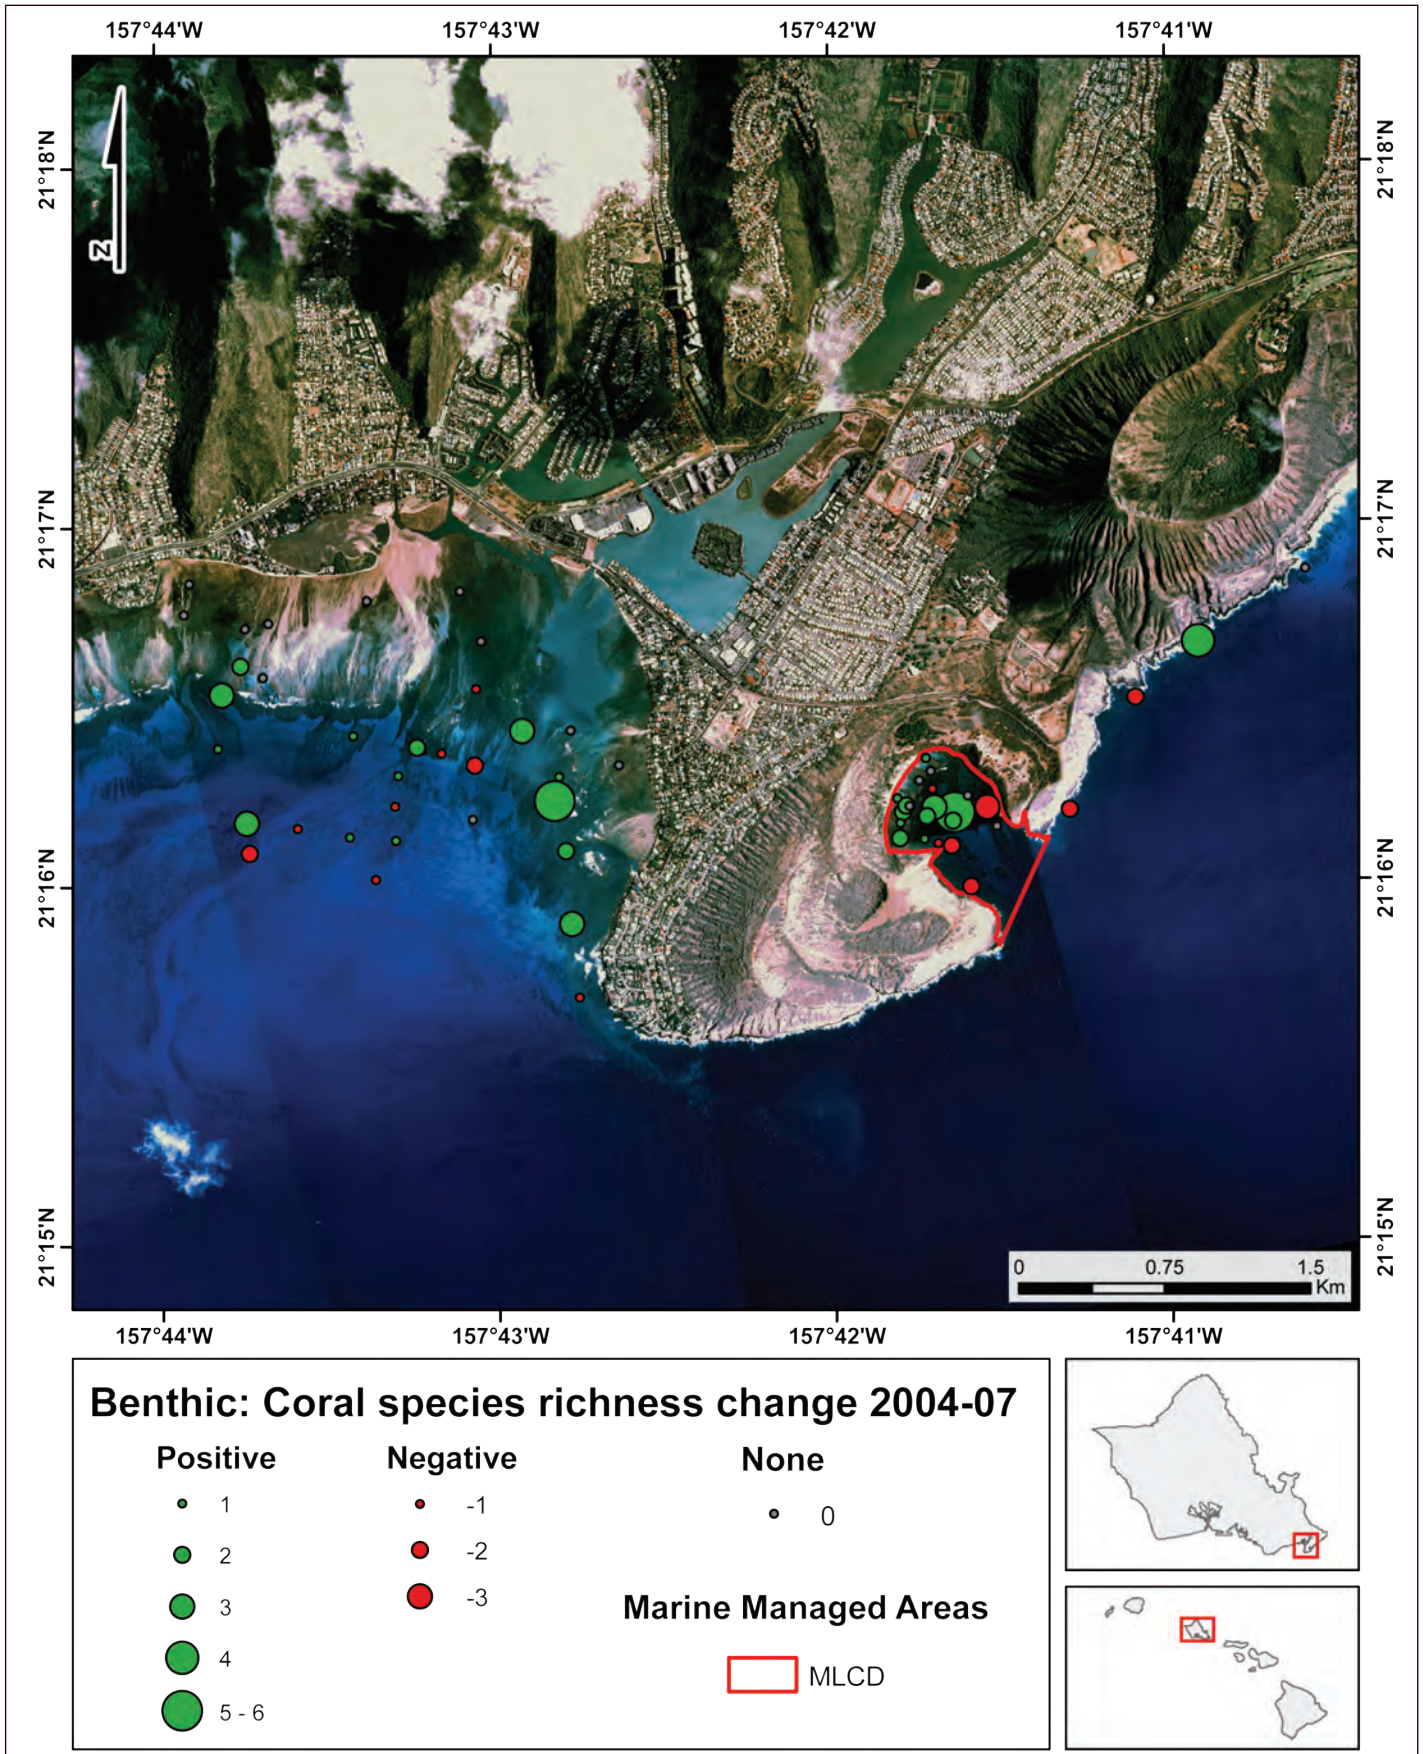 157°44'W 157°43'W 157°42'W 157°41'W
21°18'N 21°18'N
N
21°17'N 21°17'N
21°16'N 21°16'N
21°15'N 21°15'N
0 0.75 1.5
Km
157°44'W 157°43'W 157°42'W 157°41'W
Benthic: Coral species richness change 2004-07
Positive
1
2
3
4
5 - 6
Negative
-1
-2
-3
None
0
Marine Managed Areas
MLCD